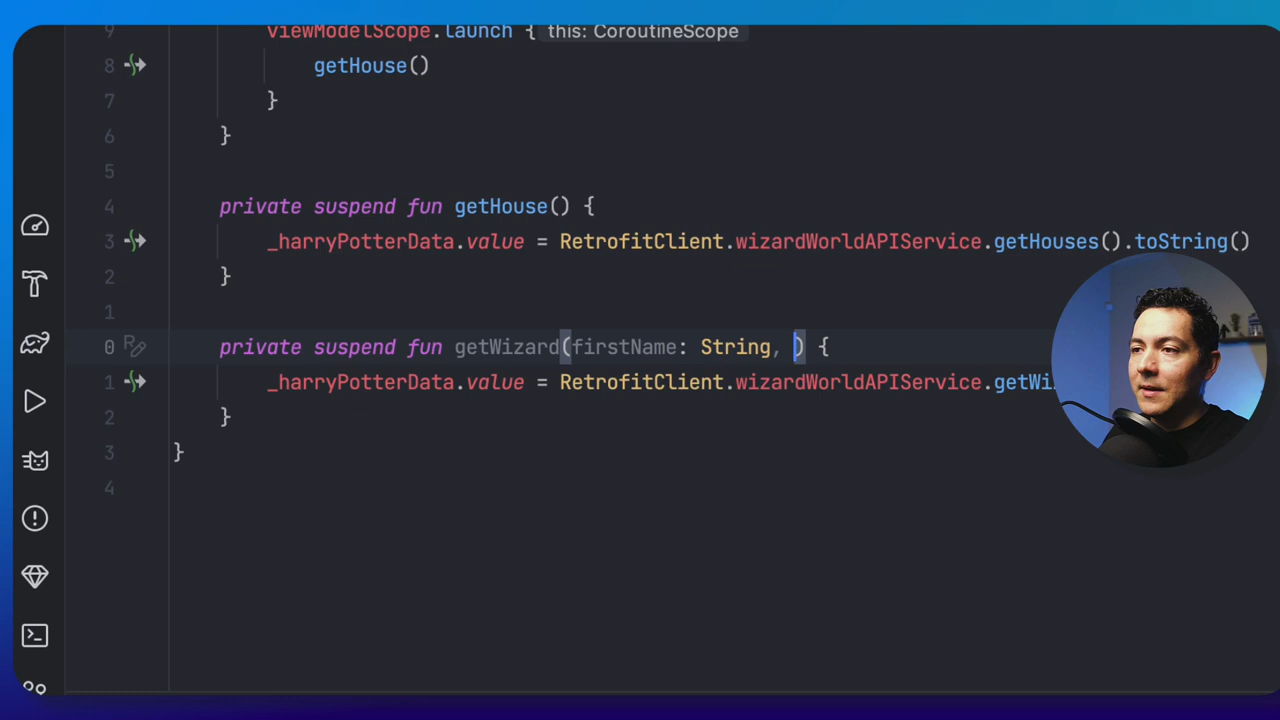 9 viewModelScope.launch { this: CoroutineScope
8 getHouse()
7 }
6 }
5
4 private suspend fun getHouse() {
3 _harryPotterData.value = RetrofitClient.wizardWorldAPIService.getHouses().toString()
2 }
1
0 private suspend fun getWizard(firstName: String, ) {
1 _harryPotterData.value = RetrofitClient.wizardWorldAPIService.getWi
2 }
3 }
4